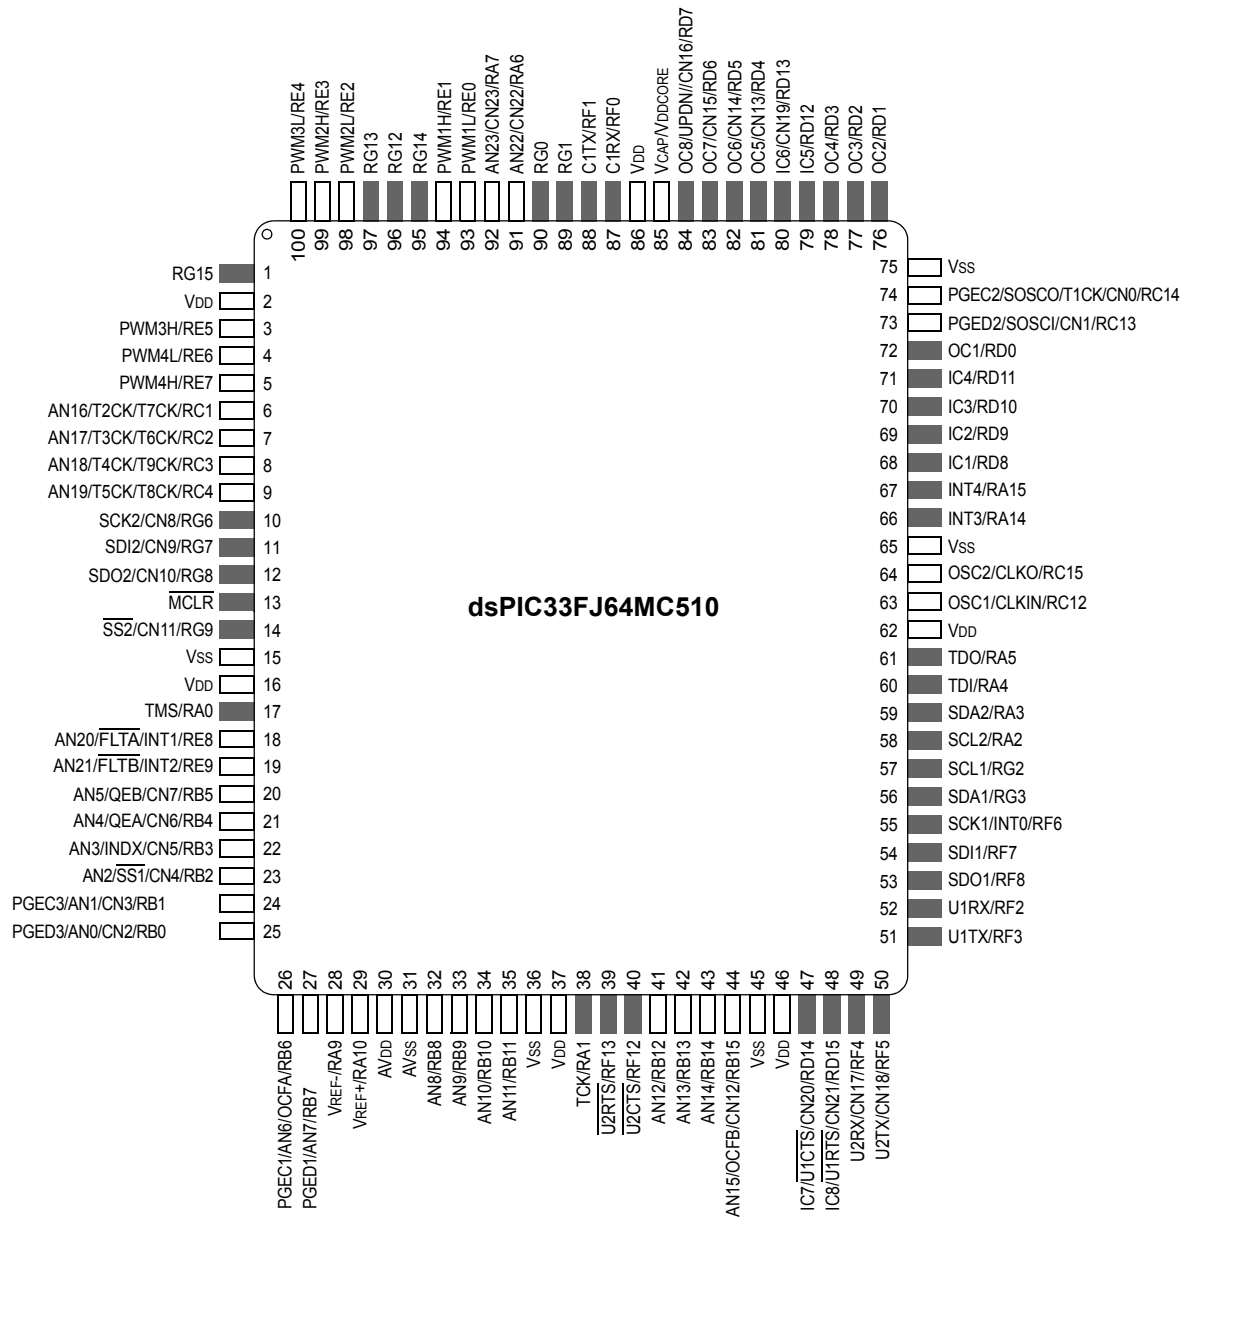 PWM3L/RE4
PWM2H/RE3
PWM2L/RE2
RG13
RG12
RG14
PWM1H/RE1
PWM1L/RE0
AN23/CN23/RA7
AN22/CN22/RA6
RG0
RG1
C1TX/RF1
C1RX/RF0
VDD
VCAP/VDDCORE
OC8/UPDN//CN16/RD7
OC7/CN15/RD6
OC6/CN14/RD5
OC5/CN13/RD4
IC6/CN19/RD13
IC5/RD12
OC4/RD3
OC3/RD2
OC2/RD1
100
99
98
97
96
95
94
93
92
91
90
89
88
87
86
85
84
83
82
81
80
79
78
77
76
RG15 1
VDD 2
PWM3H/RE5 3
PWM4L/RE6 4
PWM4H/RE7 5
AN16/T2CK/T7CK/RC1 6
AN17/T3CK/T6CK/RC2 7
AN18/T4CK/T9CK/RC3 8
AN19/T5CK/T8CK/RC4 9
SCK2/CN8/RG6 10
SDI2/CN9/RG7 11
SDO2/CN10/RG8 12
MCLR 13
SS2/CN11/RG9 14
VSS 15
VDD 16
TMS/RA0 17
AN20/FLTA/INT1/RE8 18
AN21/FLTB/INT2/RE9 19
AN5/QEB/CN7/RB5 20
AN4/QEA/CN6/RB4 21
AN3/INDX/CN5/RB3 22
AN2/SS1/CN4/RB2 23
PGEC3/AN1/CN3/RB1 24
PGED3/AN0/CN2/RB0 25
dsPIC33FJ64MC510
75 VSS
74 PGEC2/SOSCO/T1CK/CN0/RC14
73 PGED2/SOSCI/CN1/RC13
72 OC1/RD0
71 IC4/RD11
70 IC3/RD10
69 IC2/RD9
68 IC1/RD8
67 INT4/RA15
66 INT3/RA14
65 VSS
64 OSC2/CLKO/RC15
63 OSC1/CLKIN/RC12
62 VDD
61 TDO/RA5
60 TDI/RA4
59 SDA2/RA3
58 SCL2/RA2
57 SCL1/RG2
56 SDA1/RG3
55 SCK1/INT0/RF6
54 SDI1/RF7
53 SDO1/RF8
52 U1RX/RF2
51 U1TX/RF3
26
27
28
29
30
31
32
33
34
35
36
37
38
39
40
41
42
43
44
45
46
47
48
49
50
PGEC1/AN6/OCFA/RB6
PGED1/AN7/RB7
VREF-/RA9
VREF+/RA10
AVDD
AVSS
AN8/RB8
AN9/RB9
AN10/RB10
AN11/RB11
VSS
VDD
TCK/RA1
U2RTS/RF13
U2CTS/RF12
AN12/RB12
AN13/RB13
AN14/RB14
AN15/OCFB/CN12/RB15
VSS
VDD
IC7/U1CTS/CN20/RD14
IC8/U1RTS/CN21/RD15
U2RX/CN17/RF4
U2TX/CN18/RF5